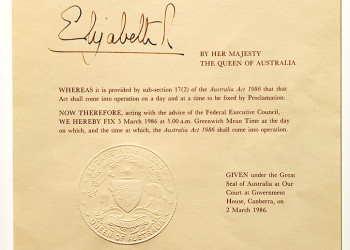 Elizabeth R
BY HER MAJESTY
THE QUEEN OF AUSTRALIA
WHEREAS it is provided by sub-section 17(2) of the Australia Act 1986 that that
Act shall come into operation on a day and at a time to be fixed by Proclamation:
NOW THEREFORE, acting with the advice of the Federal Executive Council,
WE HEREBY FIX 3 March 1986 at 5.00 a.m. Greenwich Mean Time as the day
on which, and the time at which, the Australia Act 1986 shall come into operation.
GIVEN under the Great
Seal of Australia at Our
Court at Government
House, Canberra, on
2 March 1986.
QUEEN OF AUSTRALIA